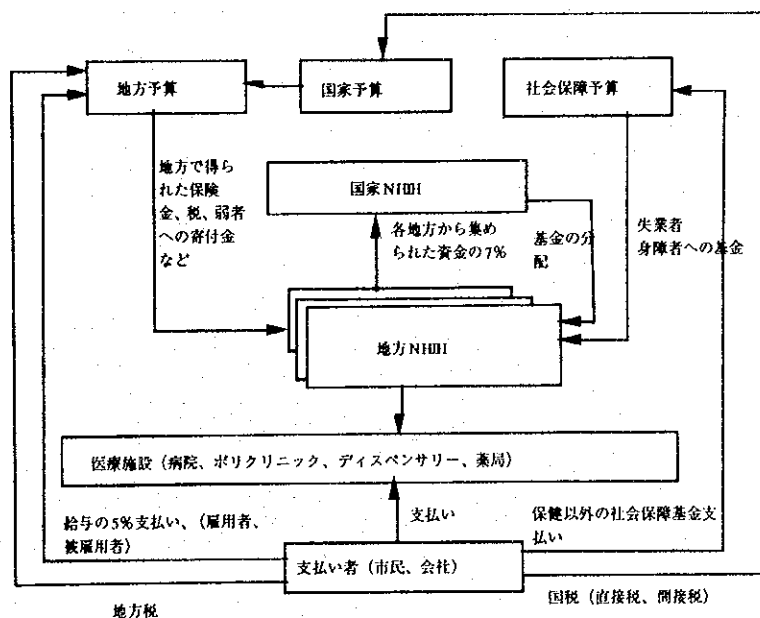 地方予算
国家予算
社会保障予算
地方で得ら
れた保険
金、税、弱者
への寄付金
など
国家NHIH
各地方から集め
られた資金の7%
基金の分
配
失業者
身障者への基金
地方NHIH
医療施設（病院、ポリクリニック、ディスペンサリー、薬局）
給与の5%支払い、（雇用者、
被雇用者）
支払い
保健以外の社会保障基金支
払い
支払い者（市民、会社）
地方税
国税（直接税、間接税）